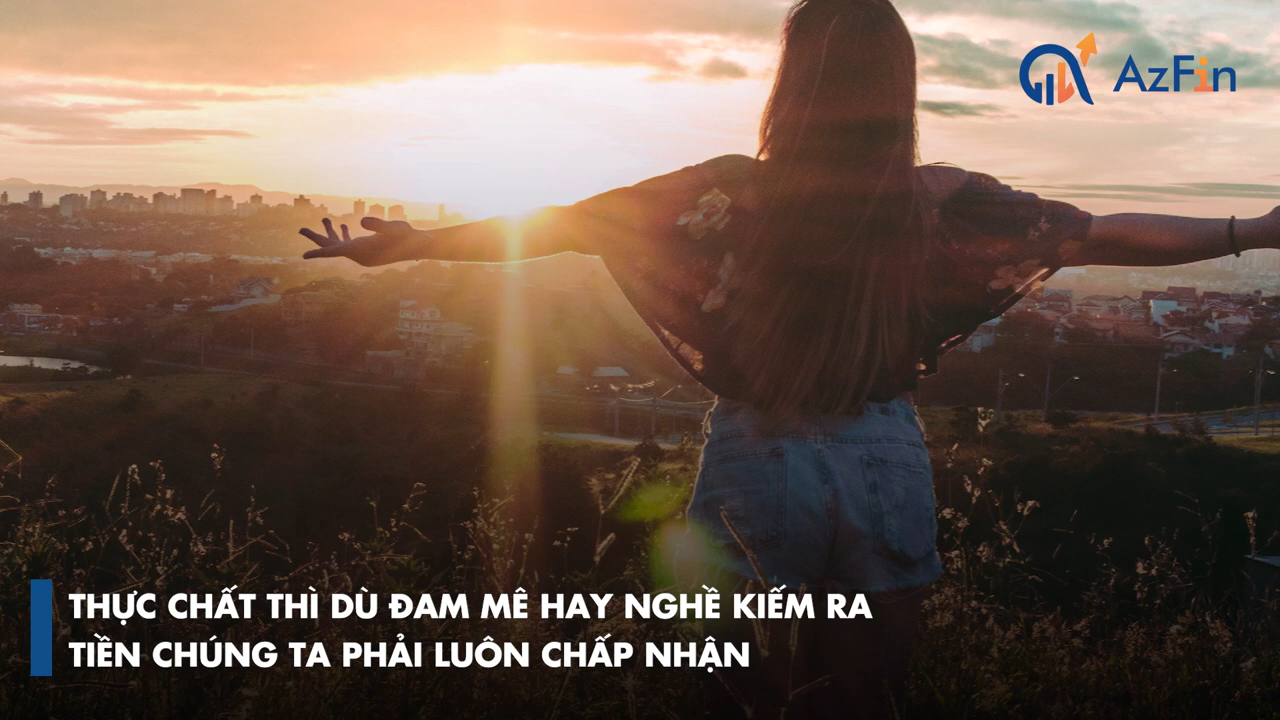 AzFin
THỰC CHẤT THÌ DÙ ĐAM MÊ HAY NGHỀ KIẾM RA
TIỀN CHÚNG TA PHẢI LUÔN CHẤP NHẬN